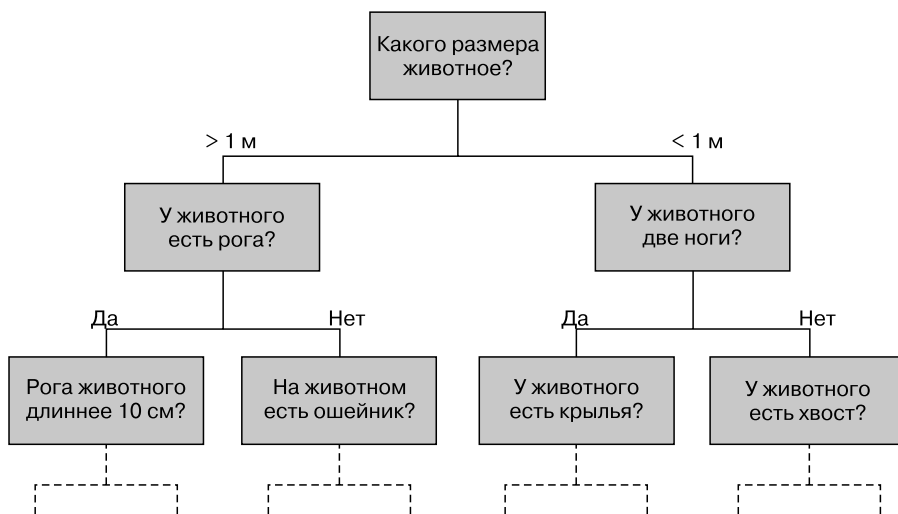 Какого размера
животное?
> 1 м
< 1 м
У животного
есть рога?
У животного
две ноги?
Да
Нет
Да
Нет
Рога животного
длиннее 10 см?
На животном
есть ошейник?
У животного
есть крылья?
У животного
есть хвост?